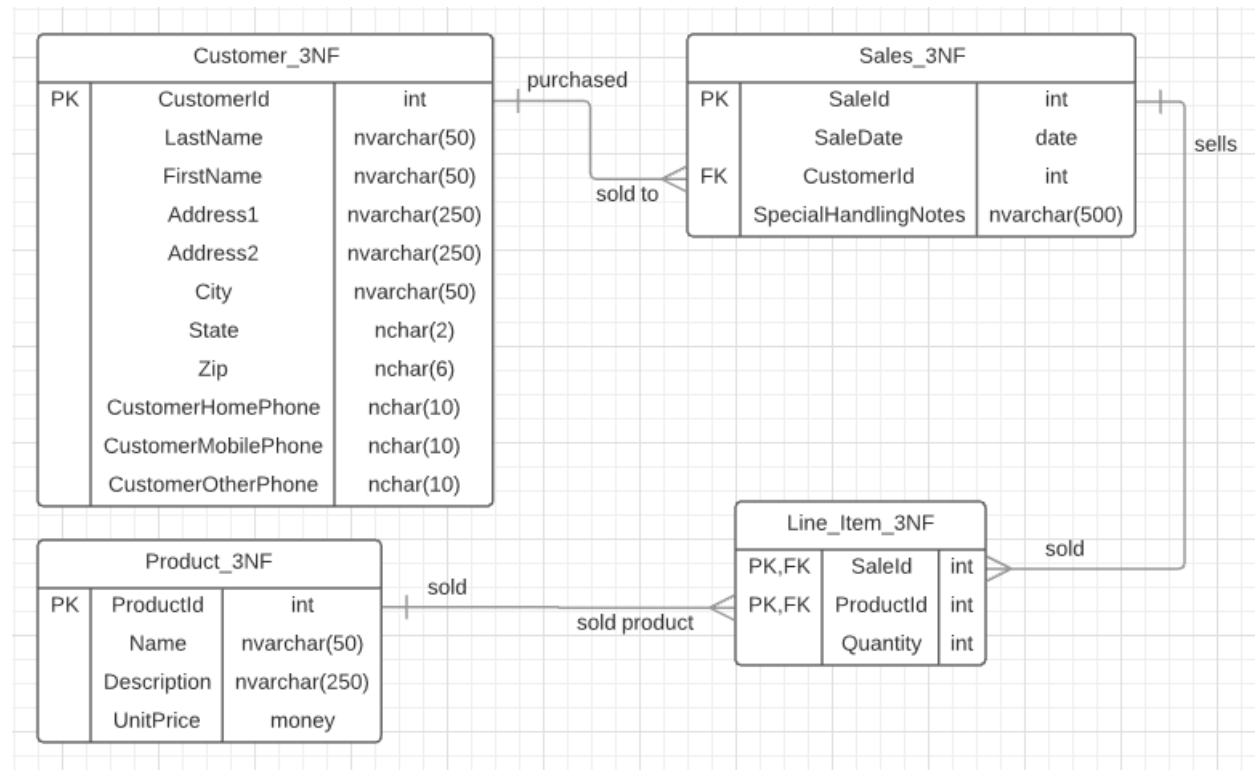 Customer_3NF
PK CustomerId int
LastName nvarchar(50)
FirstName nvarchar(50)
Address1 nvarchar(250)
Address2 nvarchar(250)
City nvarchar(50)
State nchar(2)
Zip nchar(6)
CustomerHomePhone nchar(10)
CustomerMobilePhone nchar(10)
CustomerOtherPhone nchar(10)
purchased
sold to
Sales_3NF
PK SaleId int
SaleDate date
FK CustomerId int
SpecialHandlingNotes nvarchar(500)
sells
Product_3NF
PK ProductId int
Name nvarchar(50)
Description nvarchar(250)
UnitPrice money
sold
sold product
Line_Item_3NF
PK,FK SaleId int
PK,FK ProductId int
Quantity int
sold